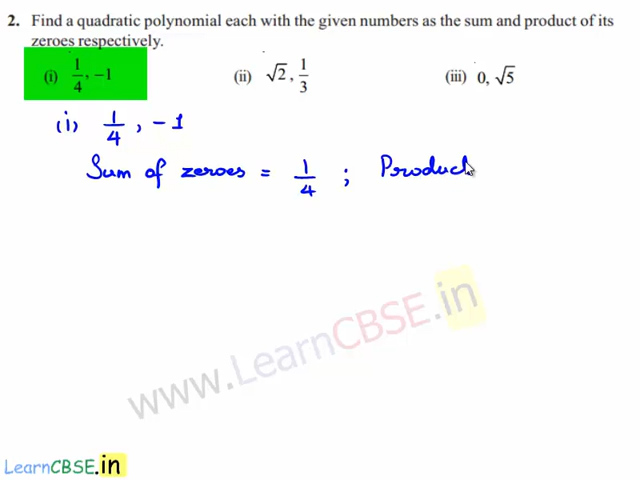 2. Find a quadratic polynomial each with the given numbers as the sum and product of its
zeroes respectively.
(i) 1/4, −1 (ii) √2, 1/3 (iii) 0, √5
(i) 1/4, −1
Sum of zeroes = 1/4 ; Product
www.LearnCBSE.in
LearnCBSE.in